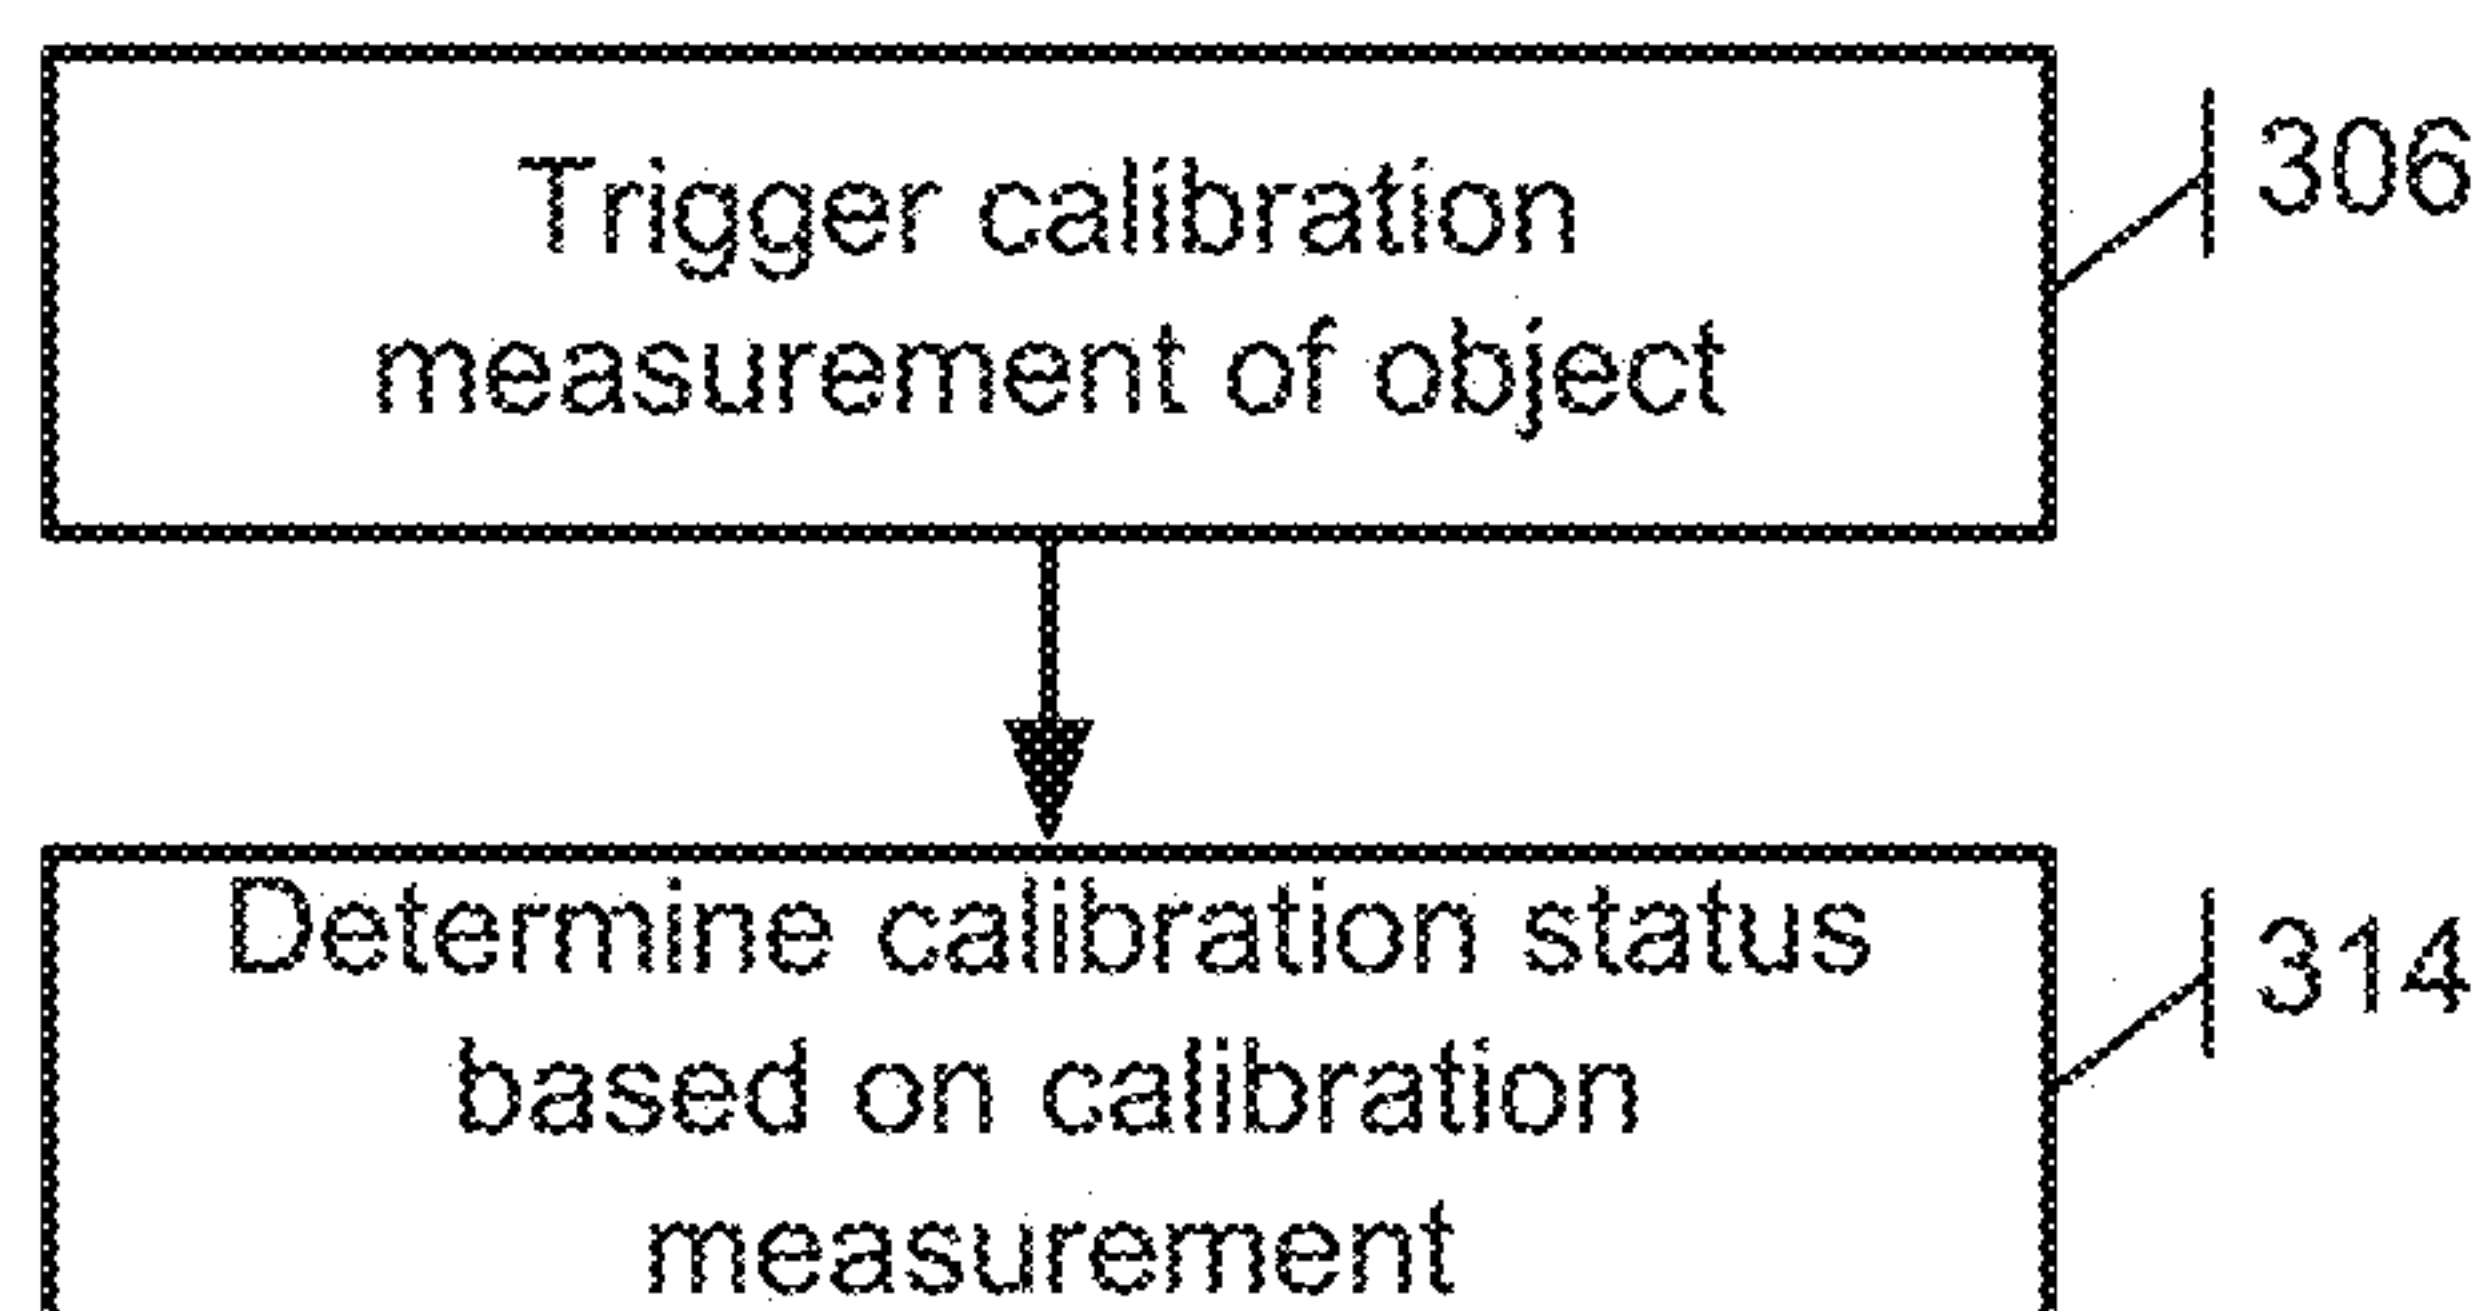 Trigger calibration
measurement of object
306
Determine calibration status
based on calibration
measurement
314